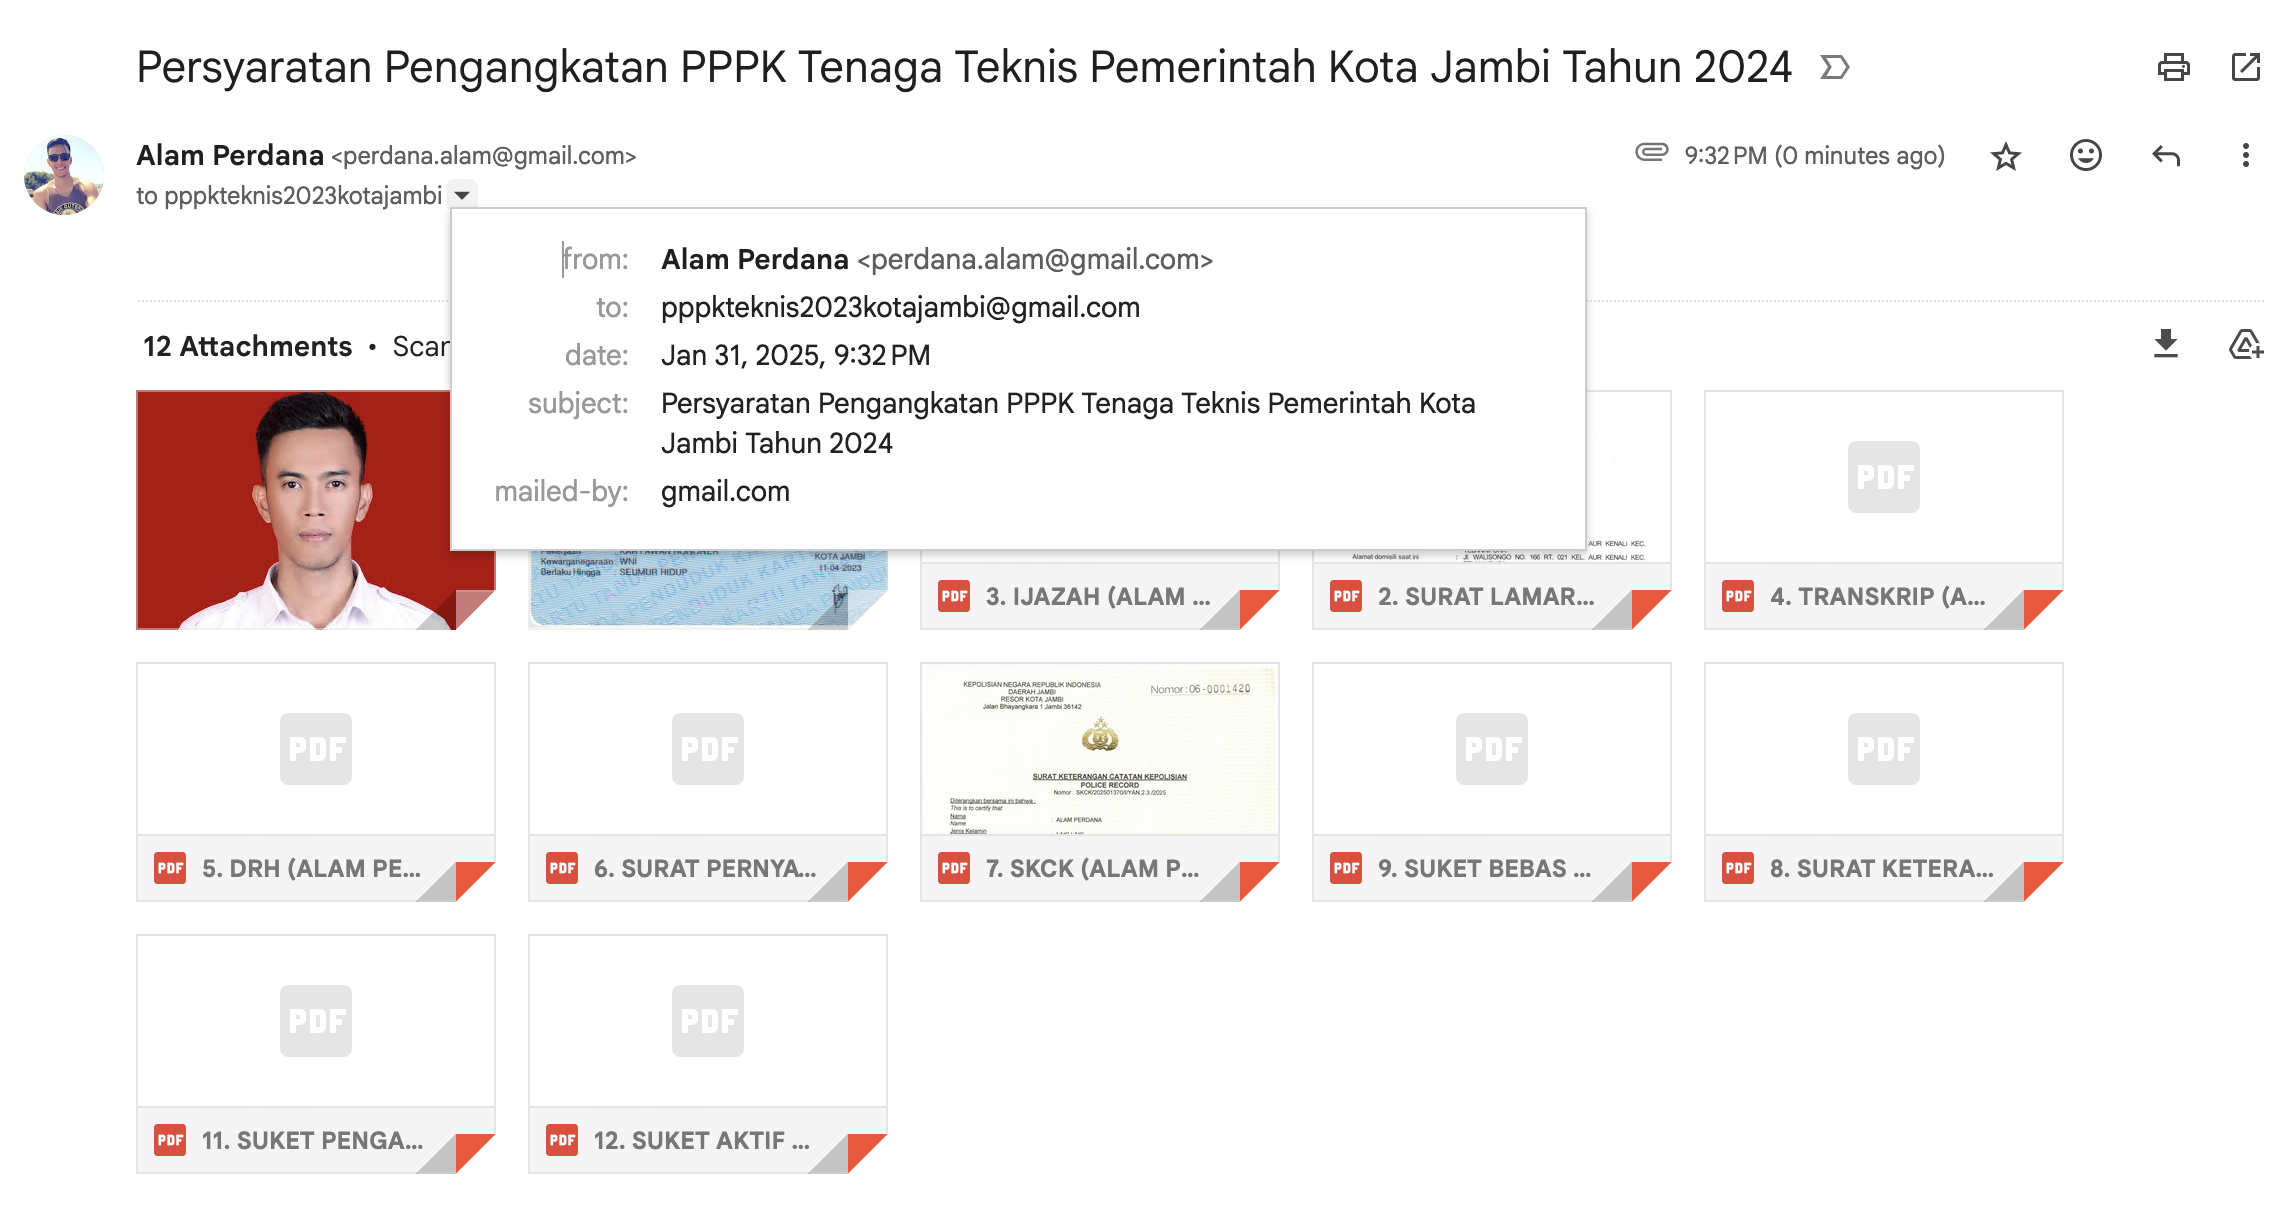 Persyaratan Pengangkatan PPPK Tenaga Teknis Pemerintah Kota Jambi Tahun 2024
Alam Perdana <perdana.alam@gmail.com>
9:32 PM (0 minutes ago)
to pppkteknis2023kotajambi
from: Alam Perdana <perdana.alam@gmail.com>
to: pppkteknis2023kotajambi@gmail.com
date: Jan 31, 2025, 9:32 PM
subject: Persyaratan Pengangkatan PPPK Tenaga Teknis Pemerintah Kota
Jambi Tahun 2024
mailed-by: gmail.com
12 Attachments • Scan
Pekerjaan : KARYAWAN HONORER
Kewarganegaraan : WNI
Berlaku Hingga : SEUMUR HIDUP
KOTA JAMBI
11-04-2023
AUR KENALI KEC.
Alamat domisili saat ini : Jl. WALISONGO NO. 166 RT. 021 KEL. AUR KENALI KEC.
PDF
PDF 3. IJAZAH (ALAM ...
PDF 2. SURAT LAMAR...
PDF 4. TRANSKRIP (A...
PDF
PDF
KEPOLISIAN NEGARA REPUBLIK INDONESIA
DAERAH JAMBI
RESOR KOTA JAMBI
Jalan Bhayangkara 1 Jambi 36142
Nomor : 06 -0001420
SURAT KETERANGAN CATATAN KEPOLISIAN
POLICE RECORD
Nomor : SKCK/202501370/I/YAN.2.3./2025
Diterangkan bersama ini bahwa :
This is to certify that
Nama
Name
: ALAM PERDANA
Jenis Kelamin
PDF
PDF
PDF 5. DRH (ALAM PE...
PDF 6. SURAT PERNYA...
PDF 7. SKCK (ALAM P...
PDF 9. SUKET BEBAS ...
PDF 8. SURAT KETERA...
PDF
PDF
PDF 11. SUKET PENGA...
PDF 12. SUKET AKTIF ...